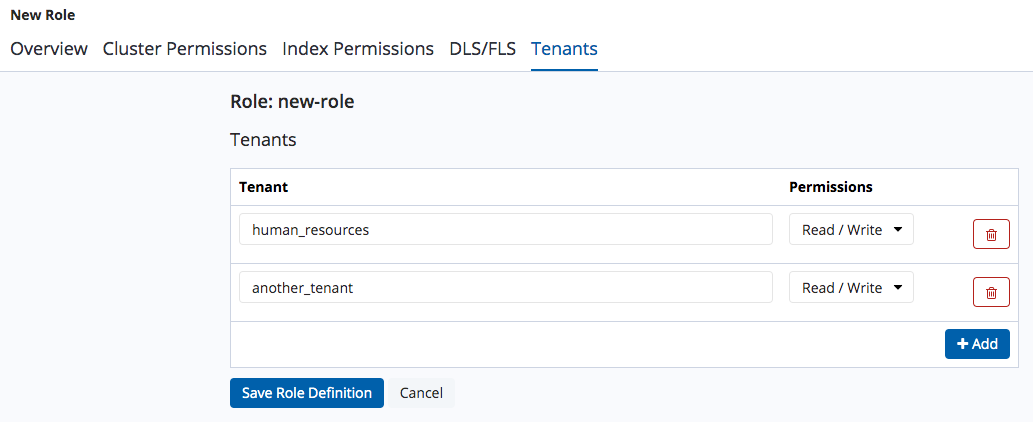 New Role
Overview Cluster Permissions Index Permissions DLS/FLS Tenants
Role: new-role
Tenants
Tenant Permissions
human_resources Read / Write
another_tenant Read / Write
+ Add
Save Role Definition Cancel